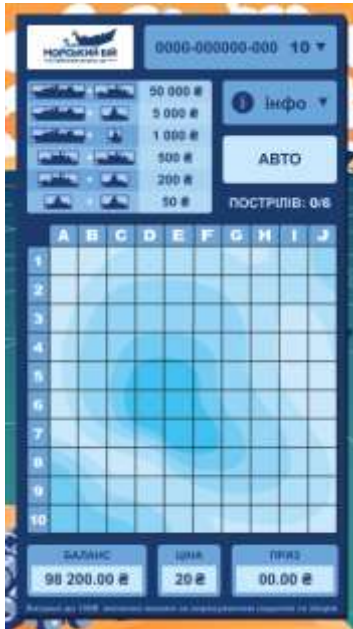 МОРСЬКИЙ БІЙ
0000-000000-000 10
50 000 ₴
5 000 ₴
1 000 ₴
500 ₴
200 ₴
50 ₴
Інфо
АВТО
ПОСТРІЛІВ: 0/6
A B C D E F G H I J
1
2
3
4
5
6
7
8
9
10
БАЛАНС ЦІНА ПРИЗ
98 200.00 ₴ 20 ₴ 00.00 ₴